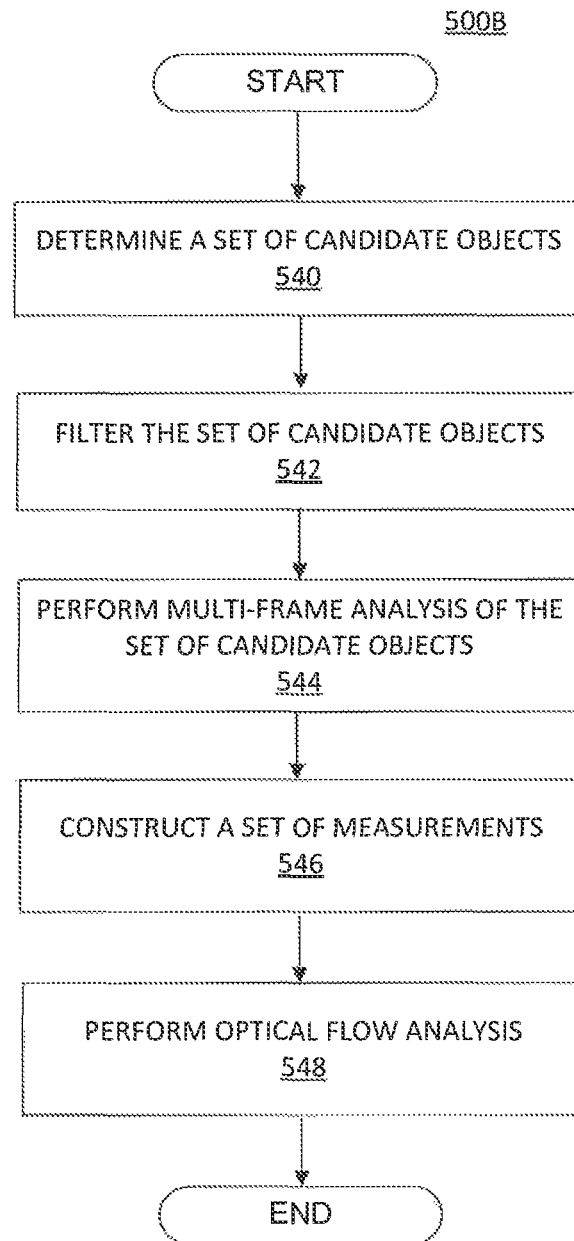 500B
START
DETERMINE A SET OF CANDIDATE OBJECTS
540
FILTER THE SET OF CANDIDATE OBJECTS
542
PERFORM MULTI-FRAME ANALYSIS OF THE
SET OF CANDIDATE OBJECTS
544
CONSTRUCT A SET OF MEASUREMENTS
546
PERFORM OPTICAL FLOW ANALYSIS
548
END